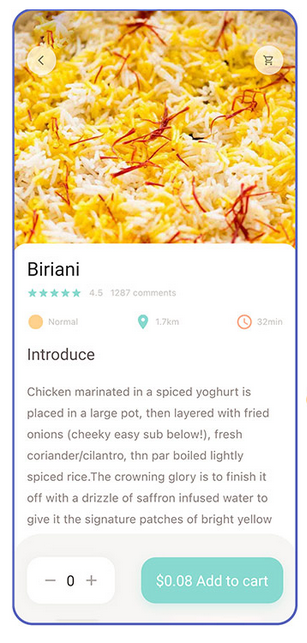 Biriani
4.5 1287 comments
Normal 1.7km 32min
Introduce
Chicken marinated in a spiced yoghurt is
placed in a large pot, then layered with fried
onions (cheeky easy sub below!), fresh
coriander/cilantro, thn par boiled lightly
spiced rice.The crowning glory is to finish it
off with a drizzle of saffron infused water to
give it the signature patches of bright yellow
− 0 + $0.08 Add to cart